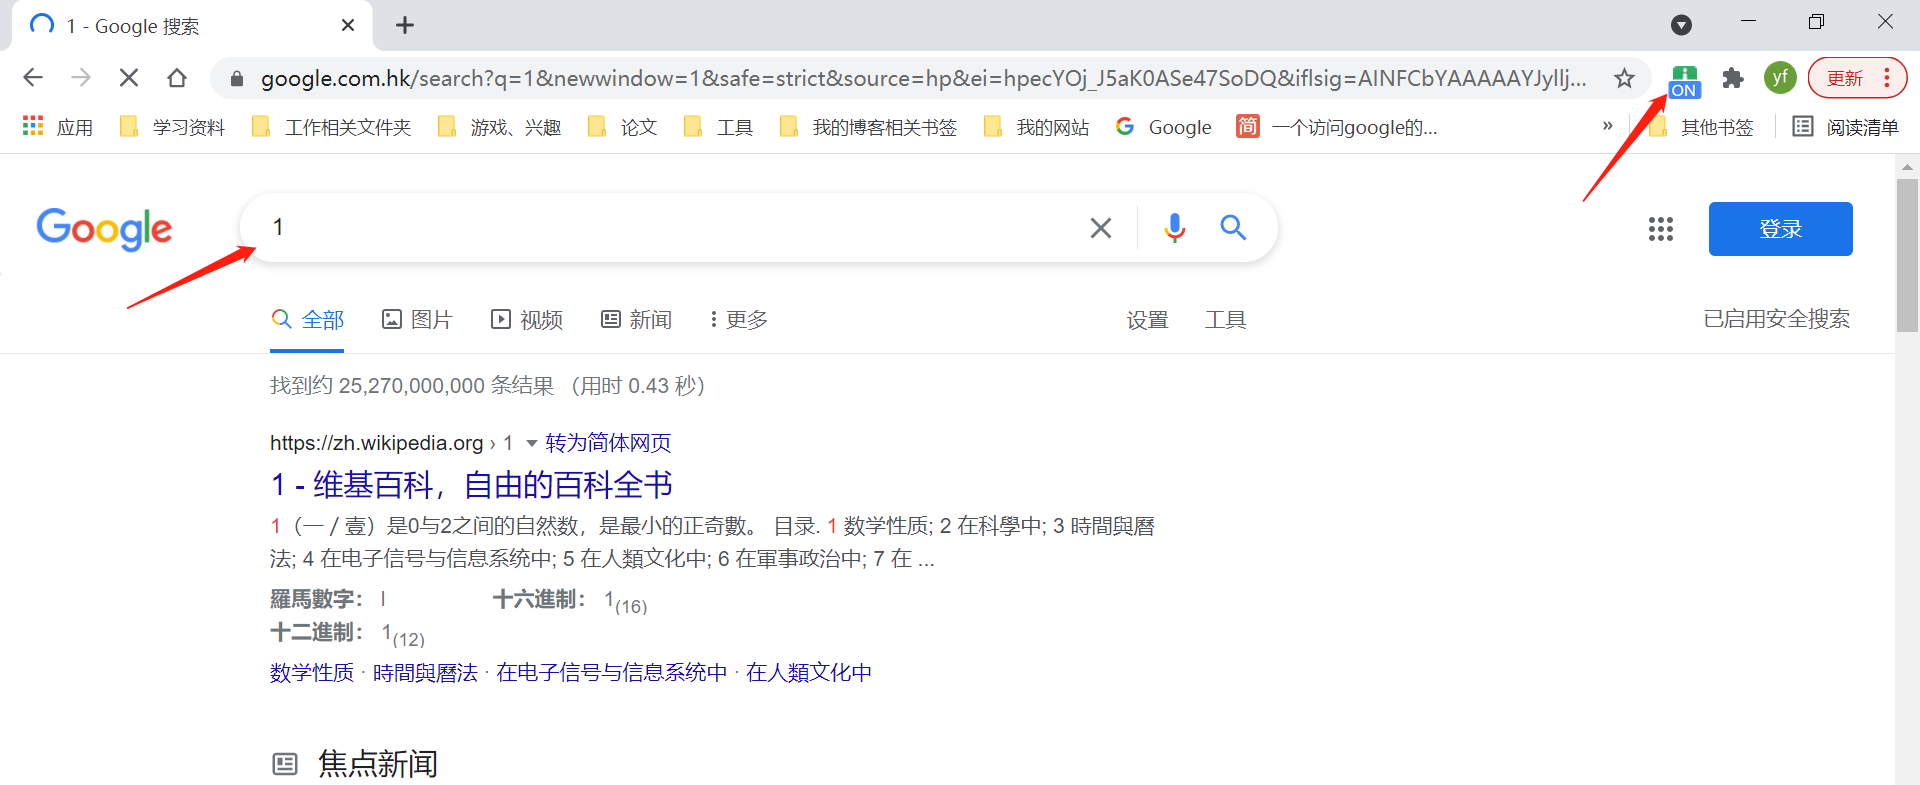 1 - Google 搜索
google.com.hk/search?q=1&newwindow=1&safe=strict&source=hp&ei=hpecYOj_J5aK0ASe47SoDQ&iflsig=AINFCbYAAAAAYJyllj...
ON
yf
更新
应用 学习资料 工作相关文件夹 游戏、兴趣 论文 工具 我的博客相关书签 我的网站 Google 简 一个访问google的... » 其他书签 阅读清单
Google
1
登录
全部 图片 视频 新闻 更多 设置 工具 已启用安全搜索
找到约 25,270,000,000 条结果 （用时 0.43 秒）
https://zh.wikipedia.org › 1 转为简体网页
1 - 维基百科，自由的百科全书
1（一 / 壹）是0与2之间的自然数，是最小的正奇數。 目录. 1 数学性质; 2 在科學中; 3 時間與曆
法; 4 在电子信号与信息系统中; 5 在人類文化中; 6 在軍事政治中; 7 在 ...
羅馬數字： I 十六進制： 1(16)
十二進制： 1(12)
数学性质 · 時間與曆法 · 在电子信号与信息系统中 · 在人類文化中
焦点新闻